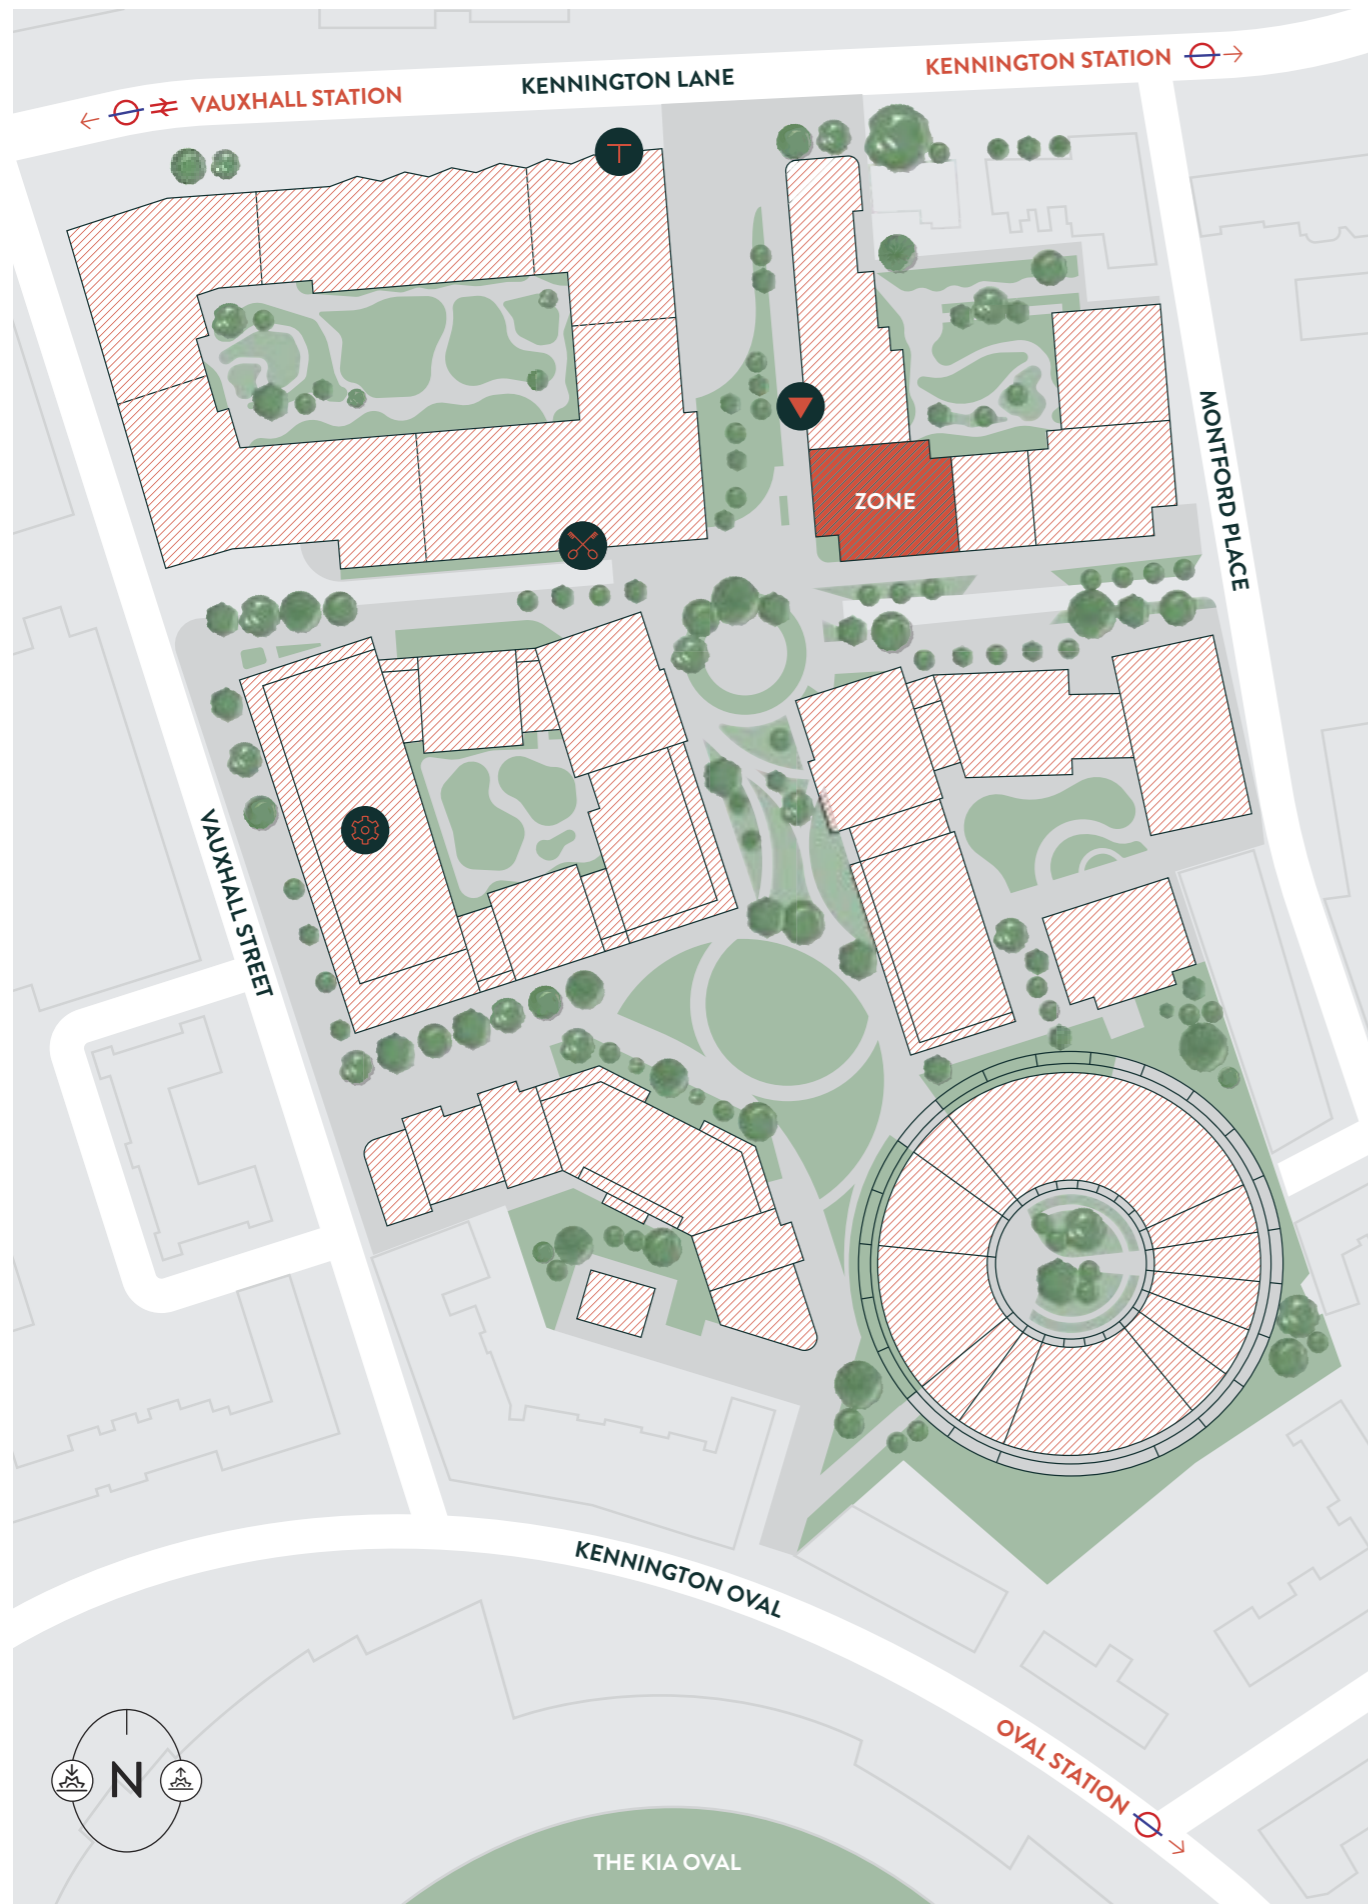 KENNINGTON STATION
KENNINGTON LANE
VAUXHALL STATION
ZONE
MONTFORD PLACE
VAUXHALL STREET
KENNINGTON OVAL
OVAL STATION
N
THE KIA OVAL